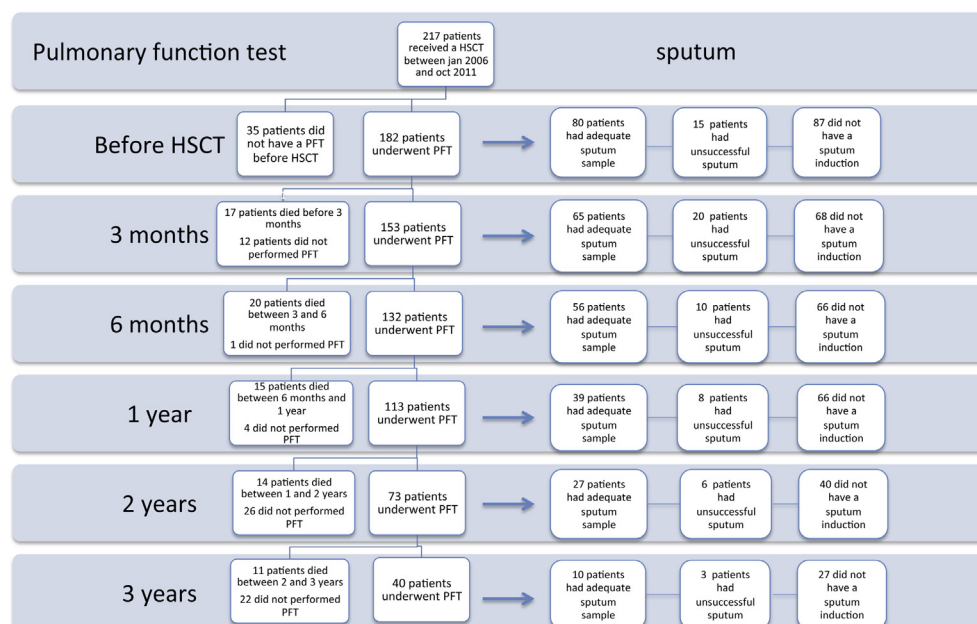 217 patients
received a HSCT
between jan 2006
and oct 2011
Pulmonary function test
sputum
Before HSCT
35 patients did
not have a PFT
before HSCT
182 patients
underwent PFT
80 patients
had adequate
sputum
sample
15 patients
had
unsuccessful
sputum
87 did not
have a
sputum
induction
3 months
17 patients died before 3
months
12 patients did not
performed PFT
153 patients
underwent PFT
65 patients
had adequate
sputum
sample
20 patients
had
unsuccessful
sputum
68 did not
have a
sputum
induction
6 months
20 patients died
between 3 and 6
months
1 did not performed PFT
132 patients
underwent PFT
56 patients
had adequate
sputum
sample
10 patients
had
unsuccessful
sputum
66 did not
have a
sputum
induction
1 year
15 patients died
between 6 months and
1 year
4 did not performed
PFT
113 patients
underwent PFT
39 patients
had adequate
sputum
sample
8 patients
had
unsuccessful
sputum
66 did not
have a
sputum
induction
2 years
14 patients died
between 1 and 2 years
26 did not performed
PFT
73 patients
underwent PFT
27 patients
had adequate
sputum
sample
6 patients
had
unsuccessful
sputum
40 did not
have a
sputum
induction
3 years
11 patients died
between 2 and 3 years
22 did not performed
PFT
40 patients
underwent PFT
10 patients
had adequate
sputum
sample
3 patients
had
unsuccessful
sputum
27 did not
have a
sputum
induction